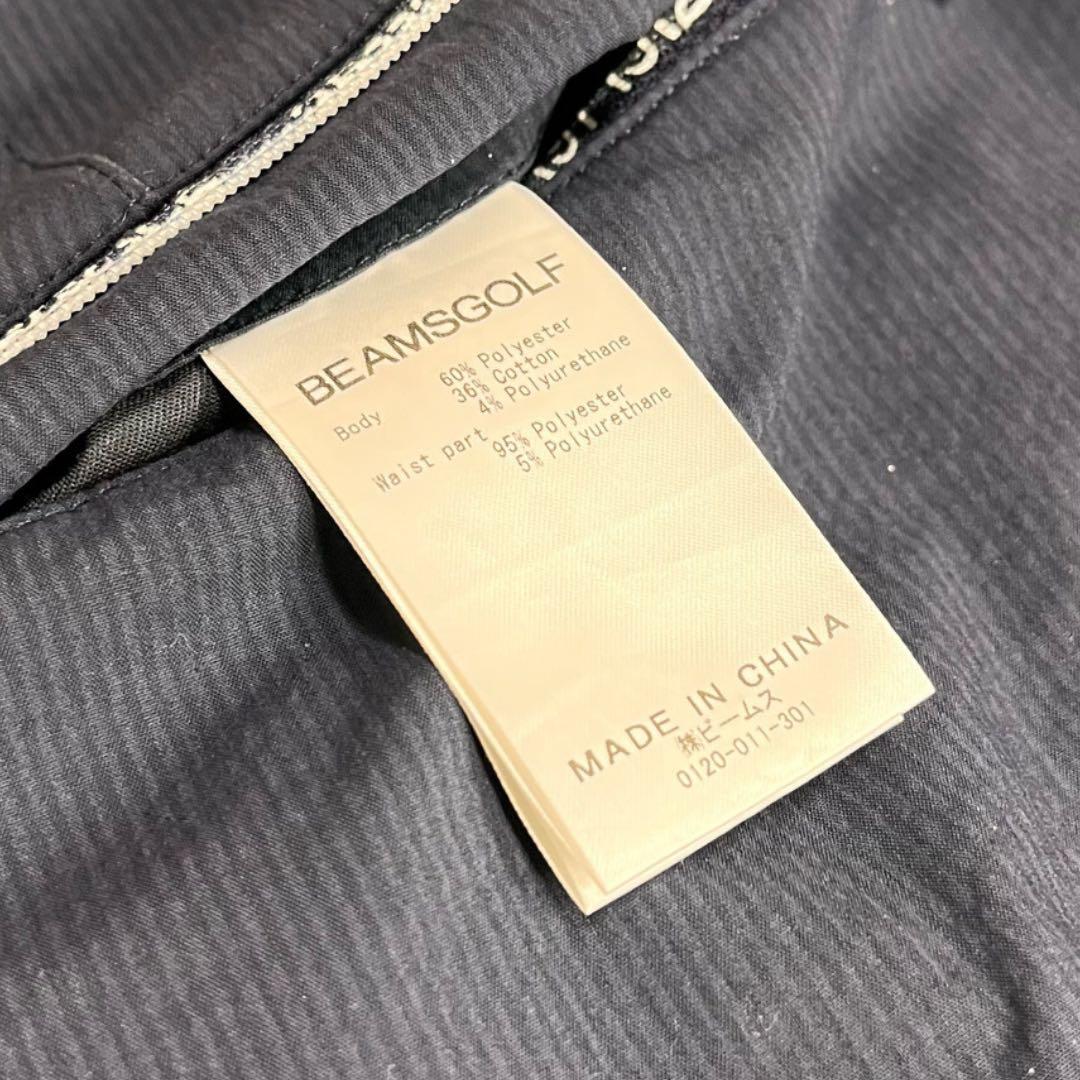 BEAMSGOLF
Body 60% Polyester
36% Cotton
4% Polyurethane
Waist part 95% Polyester
5% Polyurethane
MADE IN CHINA
㈱ビームス
0120-011-301